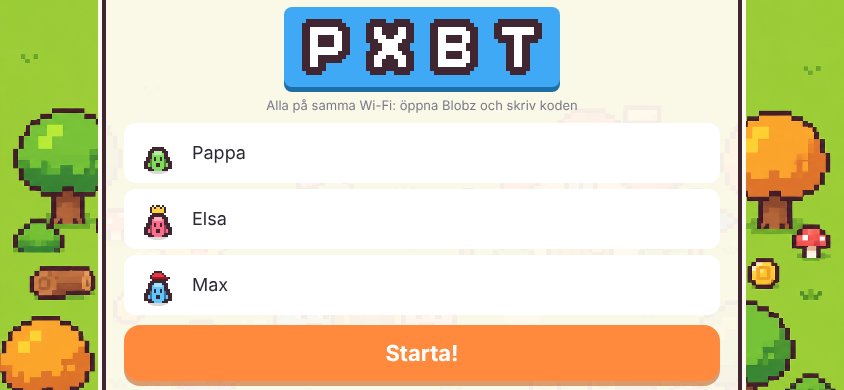 PXBT
Alla på samma Wi-Fi: öppna Blobz och skriv koden
Pappa
Elsa
Max
Starta!